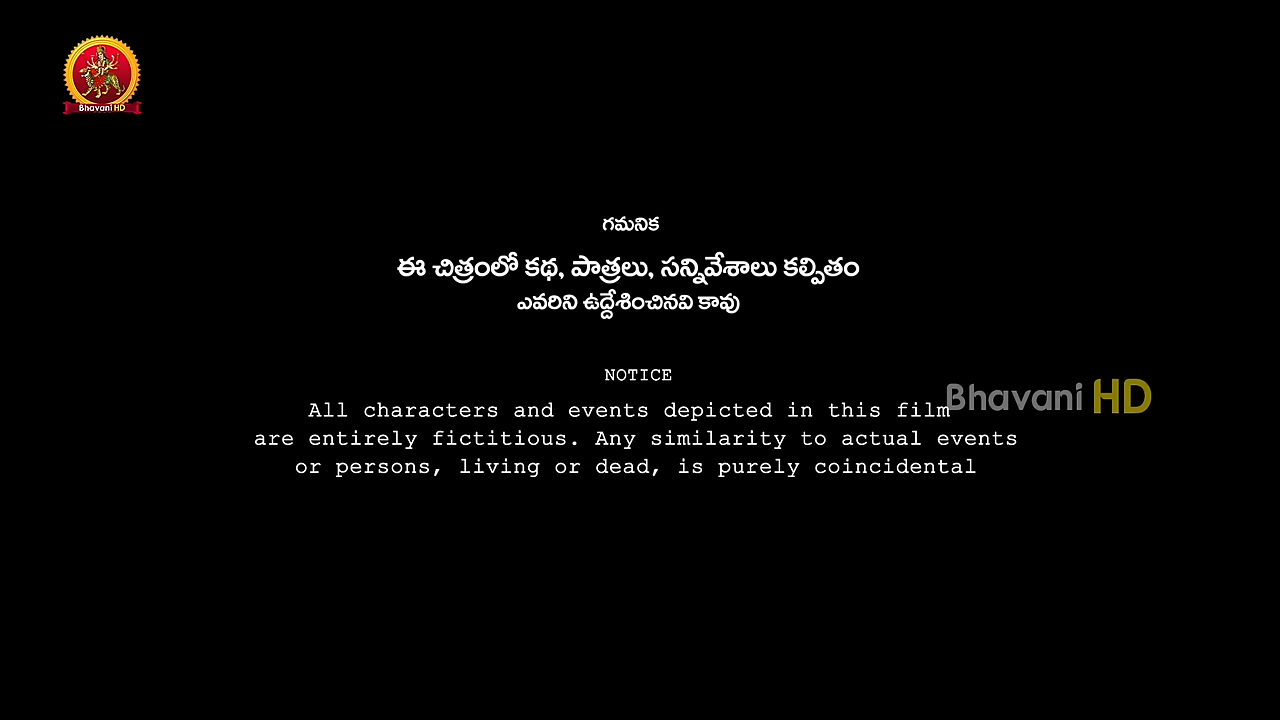 Bhavani HD
గమనిక
ఈ చిత్రంలో కథ, పాత్రలు, సన్నివేశాలు కల్పితం
ఎవరిని ఉద్దేశించినవి కావు
NOTICE
Bhavani HD
All characters and events depicted in this film
are entirely fictitious. Any similarity to actual events
or persons, living or dead, is purely coincidental